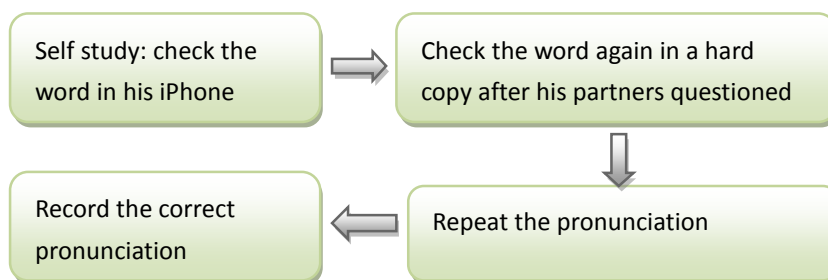 Self study: check the
word in his iPhone
Check the word again in a hard
copy after his partners questioned
Repeat the pronunciation
Record the correct
pronunciation